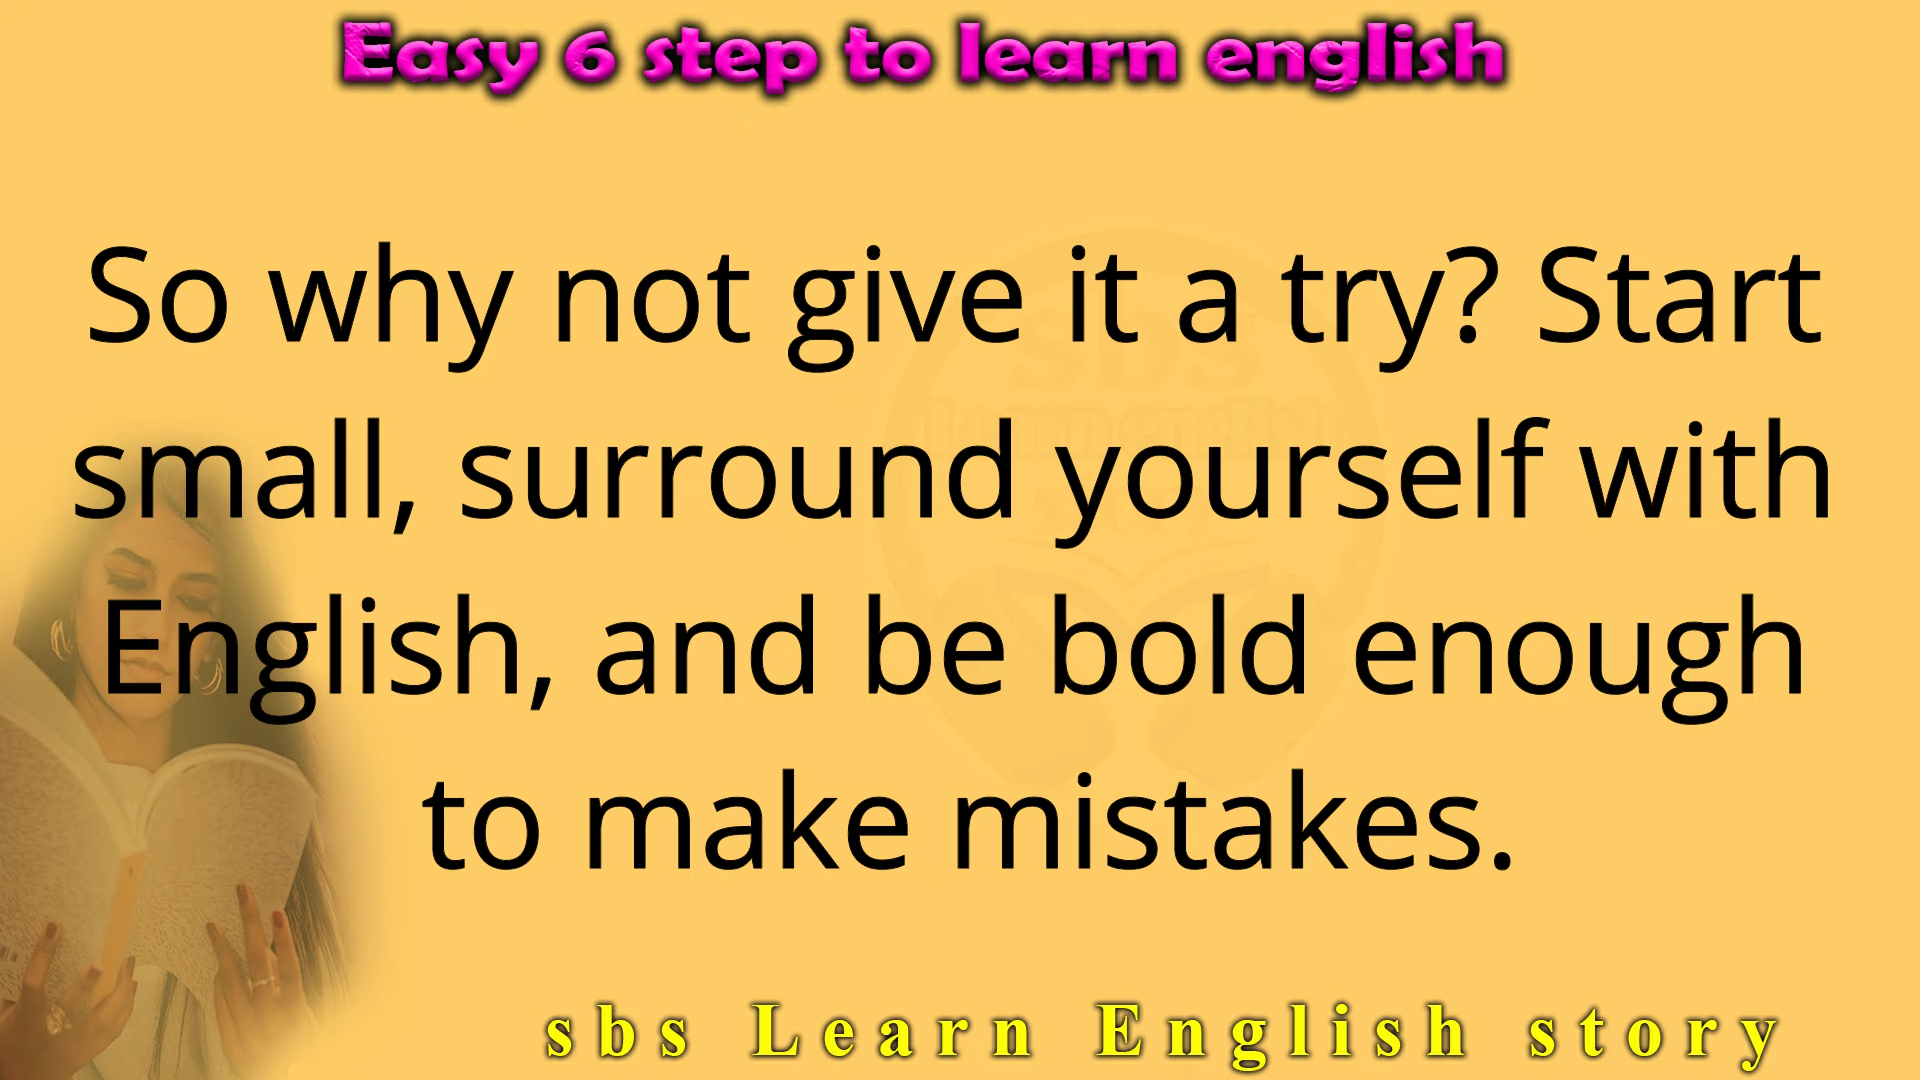 Easy 6 step to learn english
So why not give it a try? Start
small, surround yourself with
English, and be bold enough
to make mistakes.
sbs Learn English story